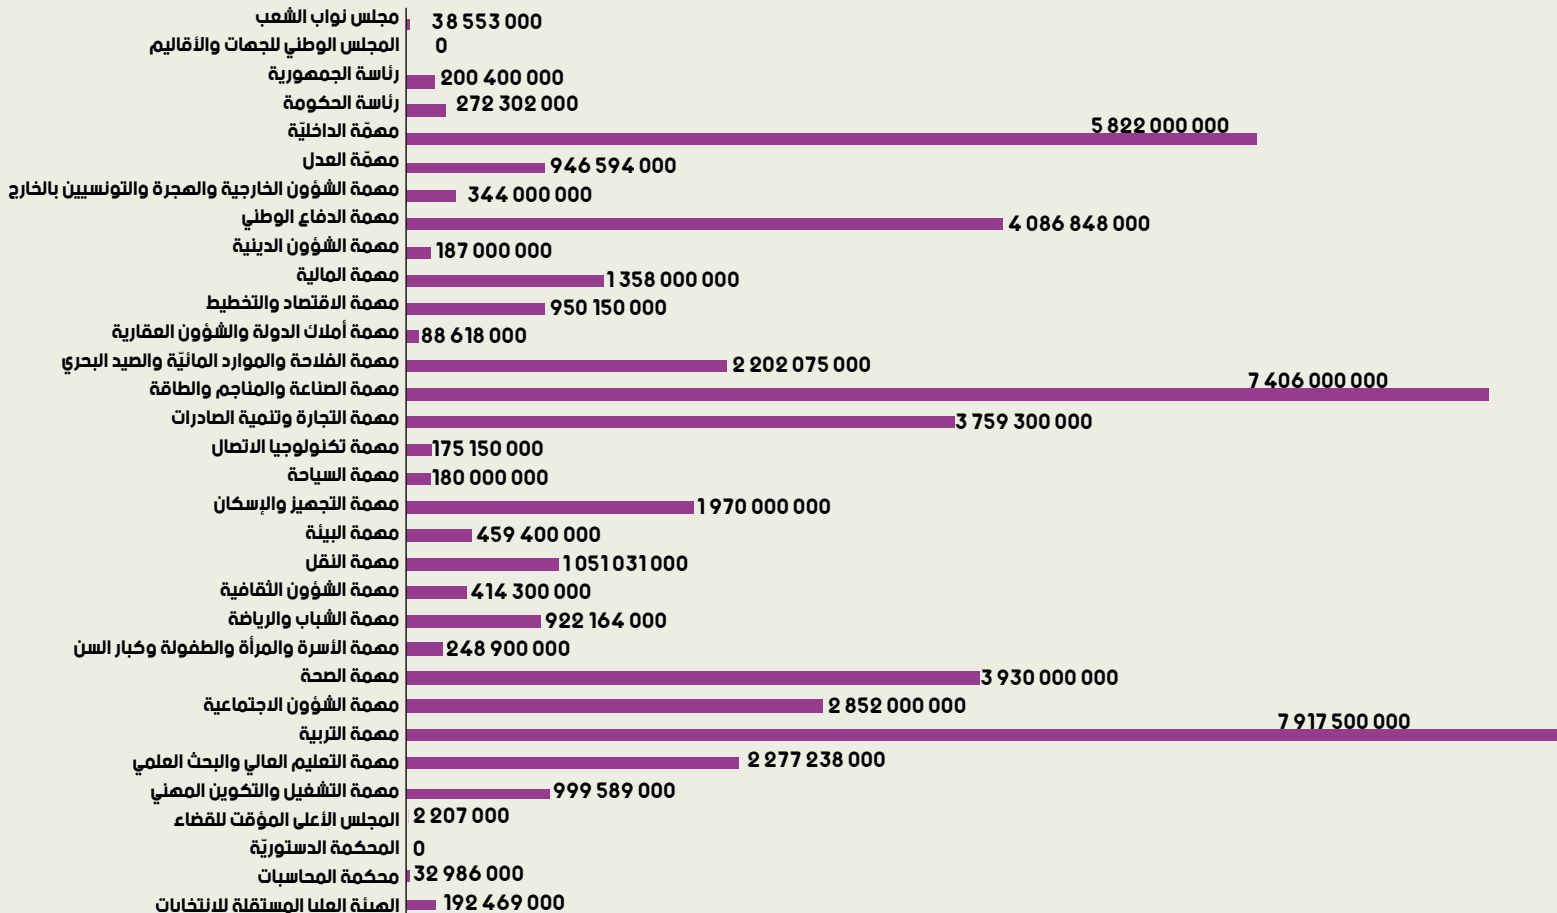 مجلس نواب الشعب 38 553 000
المجلس الوطني للجهات والأقاليم 0
رئاسة الجمهورية 200 400 000
رئاسة الحكومة 272 302 000
مهمّة الداخليّة 5 822 000 000
مهمّة العدل 946 594 000
مهمة الشؤون الخارجية والهجرة والتونسيين بالخارج 344 000 000
مهمة الدفاع الوطني 4 086 848 000
مهمة الشؤون الدينية 187 000 000
مهمة المالية 1 358 000 000
مهمة الاقتصاد والتخطيط 950 150 000
مهمة أملاك الدولة والشؤون العقارية 88 618 000
مهمة الفلاحة والموارد المائيّة والصيد البحري 2 202 075 000
مهمة الصناعة والمناجم والطاقة 7 406 000 000
مهمة التجارة وتنمية الصادرات 3 759 300 000
مهمة تكنولوجيا الاتصال 175 150 000
مهمة السياحة 180 000 000
مهمة التجهيز والإسكان 1 970 000 000
مهمة البيئة 459 400 000
مهمة النقل 1 051 031 000
مهمة الشؤون الثقافية 414 300 000
مهمة الشباب والرياضة 922 164 000
مهمة الأسرة والمرأة والطفولة وكبار السن 248 900 000
مهمة الصحة 3 930 000 000
مهمة الشؤون الاجتماعية 2 852 000 000
مهمة التربية 7 917 500 000
مهمة التعليم العالي والبحث العلمي 2 277 238 000
مهمة التشغيل والتكوين المهني 999 589 000
المجلس الأعلى المؤقت للقضاء 2 207 000
المحكمة الدستوريّة 0
محكمة المحاسبات 32 986 000
الهيئة العليا المستقلة للانتخابات 192 469 000